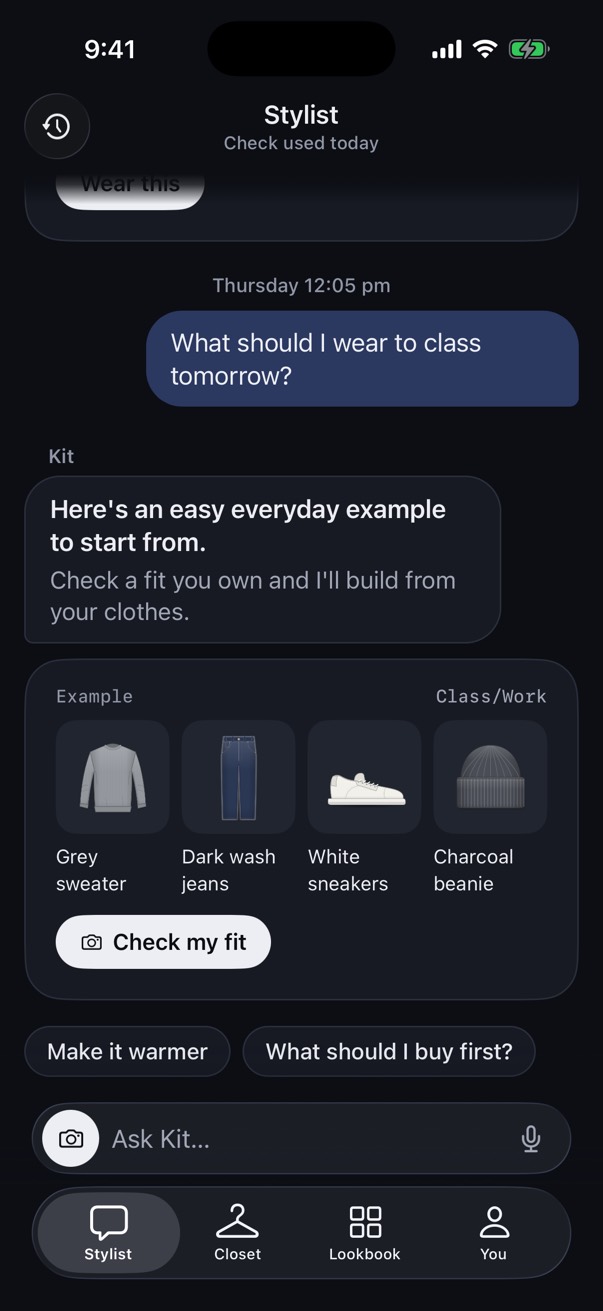 9:41
Stylist
Check used today
Wear this
Thursday 12:05 pm
What should I wear to class
tomorrow?
Kit
Here's an easy everyday example
to start from.
Check a fit you own and I'll build from
your clothes.
Example
Class/Work
Grey
sweater
Dark wash
jeans
White
sneakers
Charcoal
beanie
Check my fit
Make it warmer
What should I buy first?
Ask Kit...
Stylist
Closet
Lookbook
You